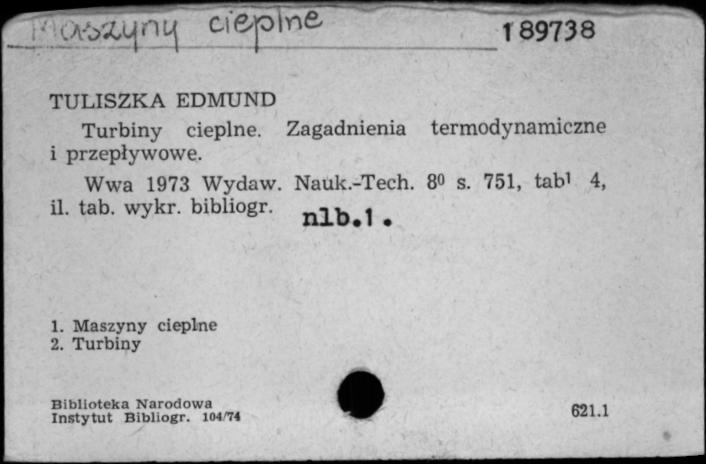 Maszyny cieplne 189738
TULISZKA EDMUND
Turbiny cieplne. Zagadnienia termodynamiczne
i przepływowe.
Wwa 1973 Wydaw. Nauk.-Tech. 8⁰ s. 751, tab¹ 4,
il. tab. wykr. bibliogr. nlb.1.
1. Maszyny cieplne
2. Turbiny
Biblioteka Narodowa
Instytut Bibliogr. 104/74 621.1